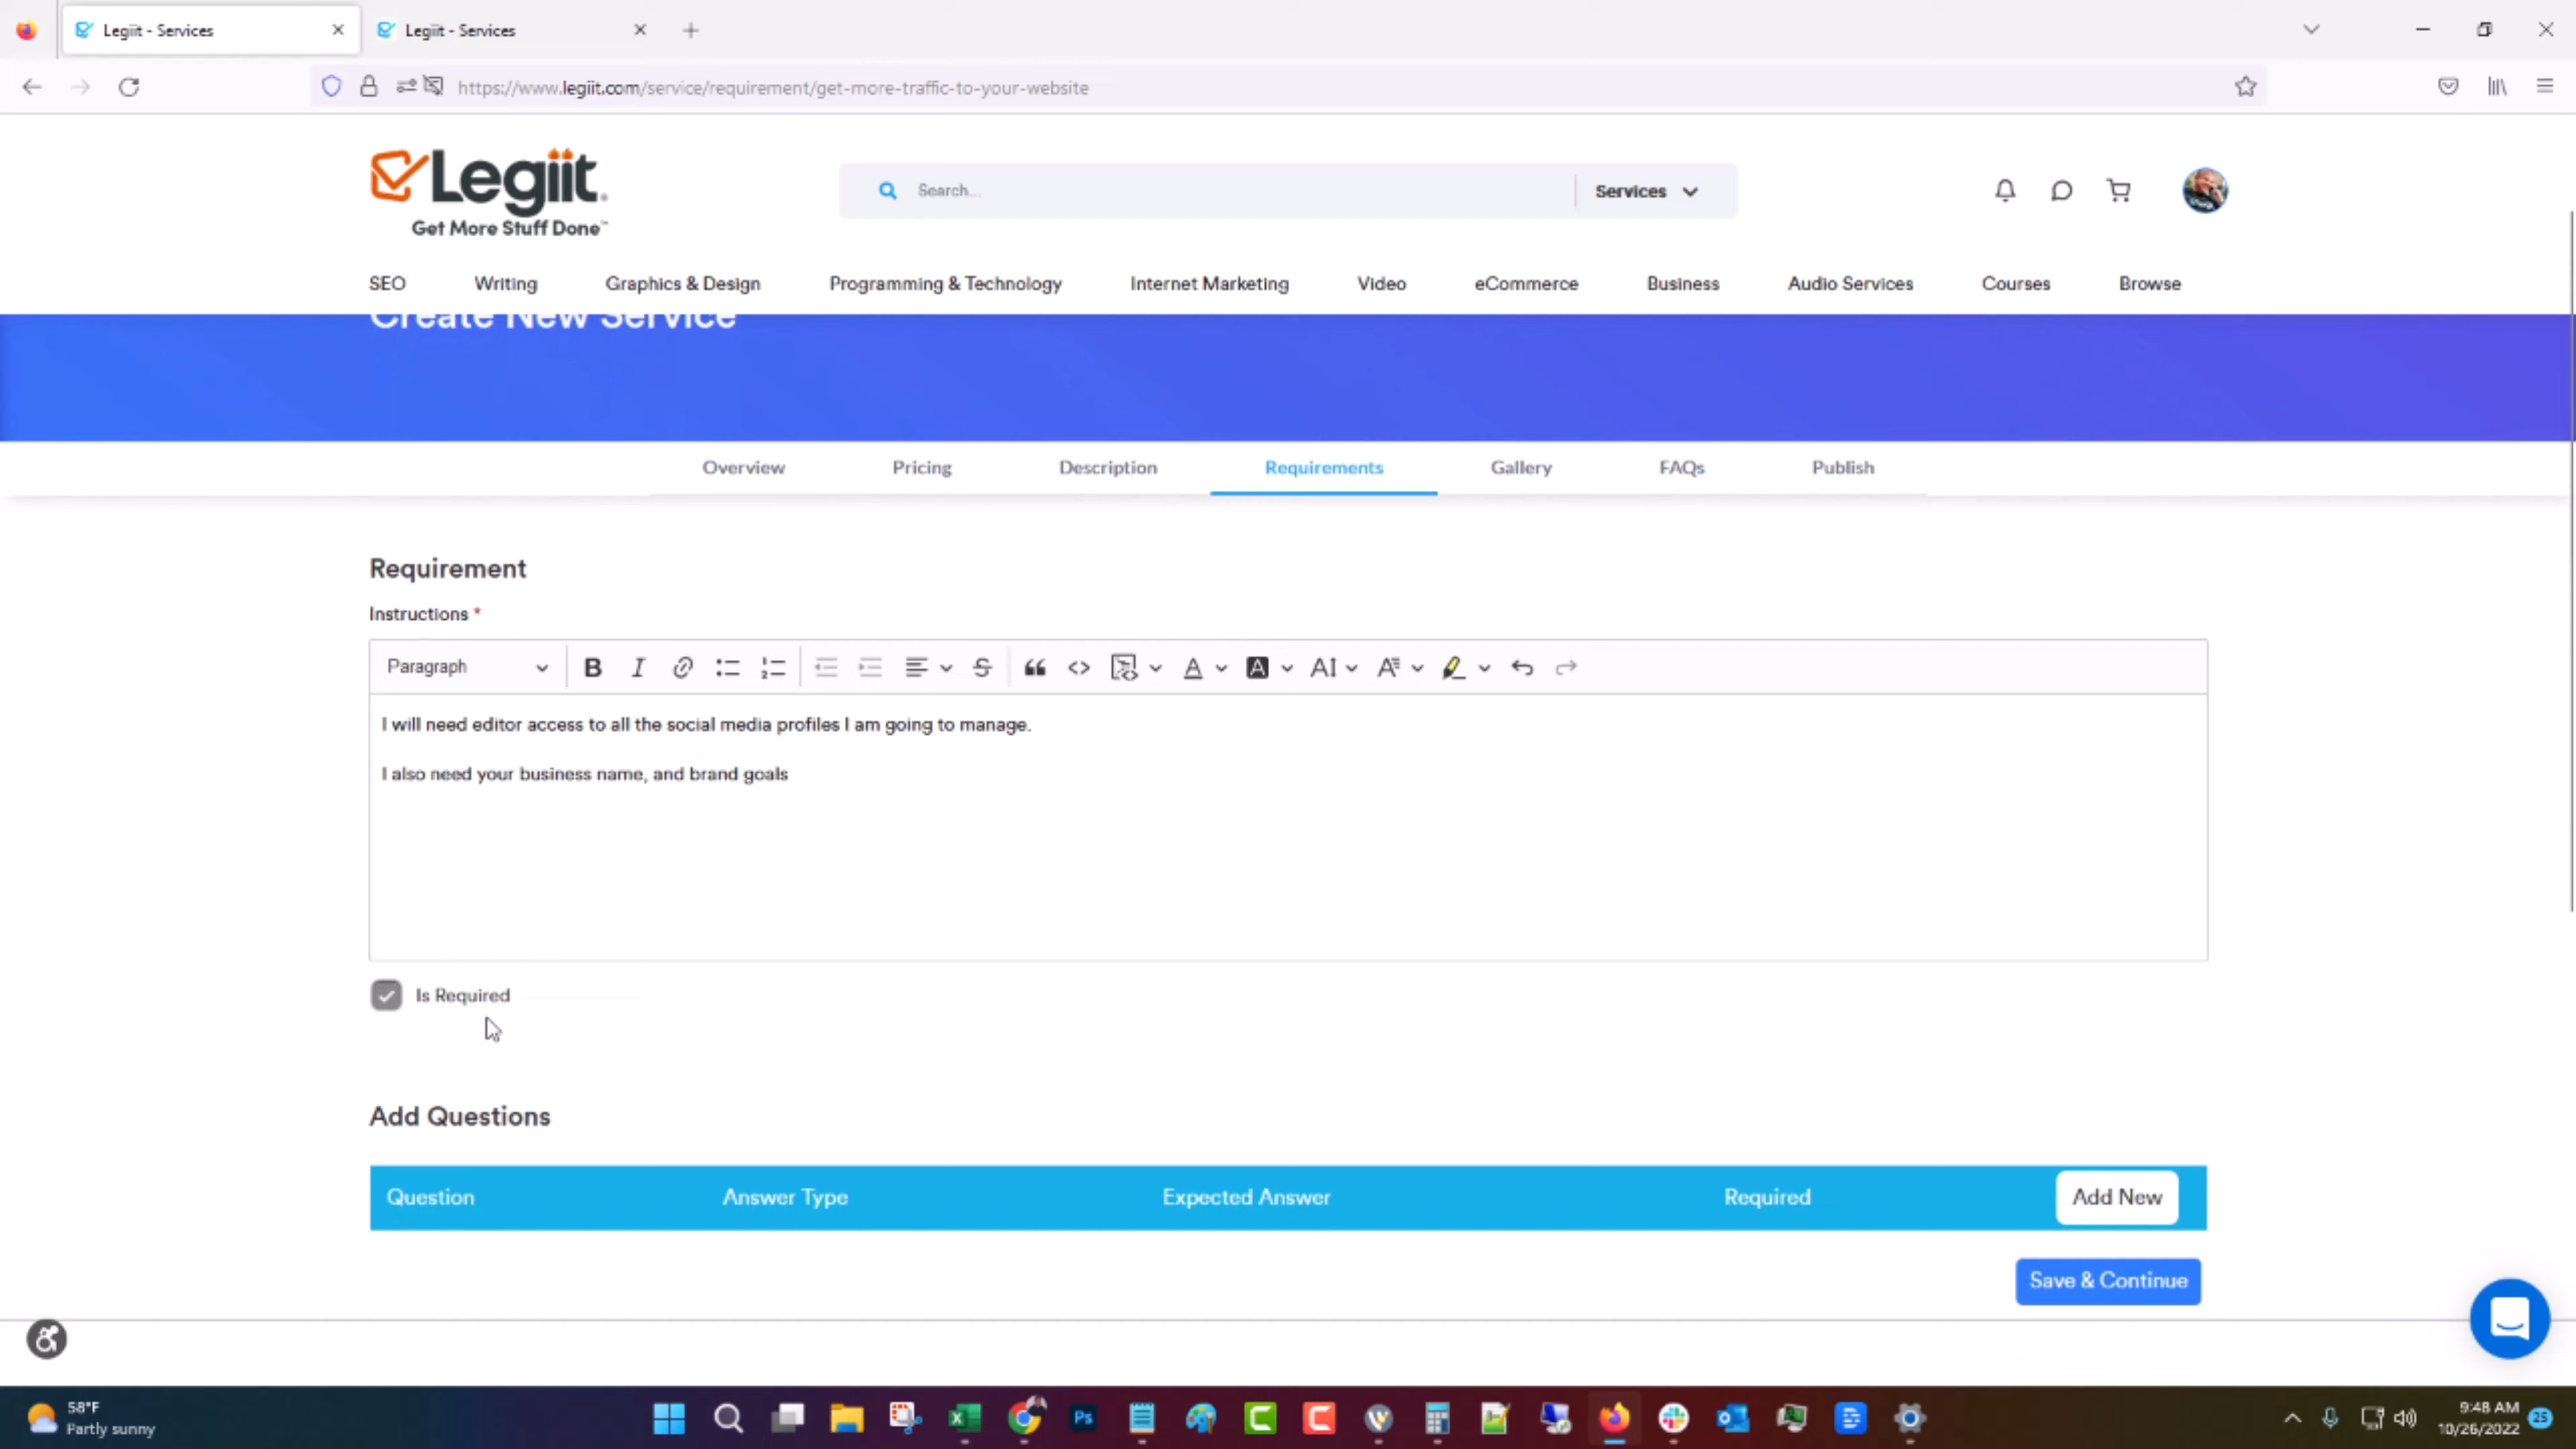 Legiit - Services
Legiit - Services
https://www.legiit.com/service/requirement/get-more-traffic-to-your-website
Legiit.
Get More Stuff Done™
Search...
Services
SEO Writing Graphics & Design Programming & Technology Internet Marketing Video eCommerce Business Audio Services Courses Browse
Create New Service
Overview Pricing Description Requirements Gallery FAQs Publish
Requirement
Instructions *
Paragraph
I will need editor access to all the social media profiles I am going to manage.
I also need your business name, and brand goals
Is Required
Add Questions
Question Answer Type Expected Answer Required Add New
Save & Continue
58°F
Partly sunny
Ps
9:48 AM
10/26/2022
25